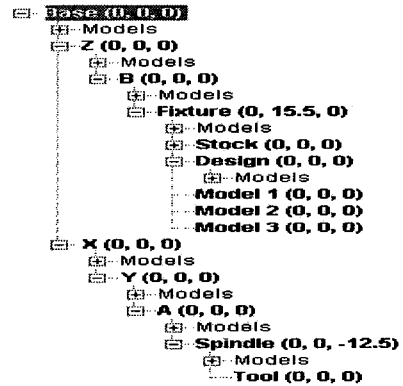 Base (0, 0, 0)
Models
Z (0, 0, 0)
Models
B (0, 0, 0)
Models
Fixture (0, 15.5, 0)
Models
Stock (0, 0, 0)
Design (0, 0, 0)
Models
Model 1 (0, 0, 0)
Model 2 (0, 0, 0)
Model 3 (0, 0, 0)
X (0, 0, 0)
Models
Y (0, 0, 0)
Models
A (0, 0, 0)
Models
Spindle (0, 0, -12.5)
Models
Tool (0, 0, 0)